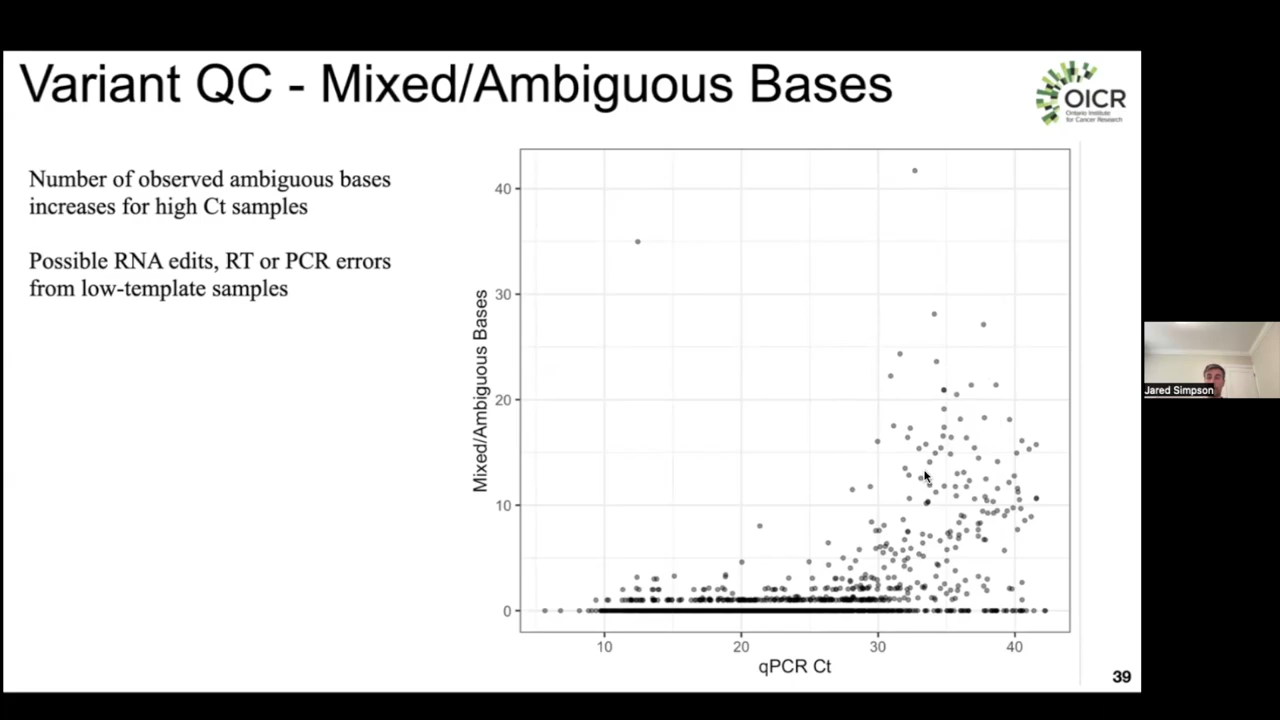 Variant QC - Mixed/Ambiguous Bases
OICR
Ontario Institute
for Cancer Research
Number of observed ambiguous bases
increases for high Ct samples
Possible RNA edits, RT or PCR errors
from low-template samples
Mixed/Ambiguous Bases
40
30
20
10
0
10 20 30 40
qPCR Ct
Jared Simpson
39